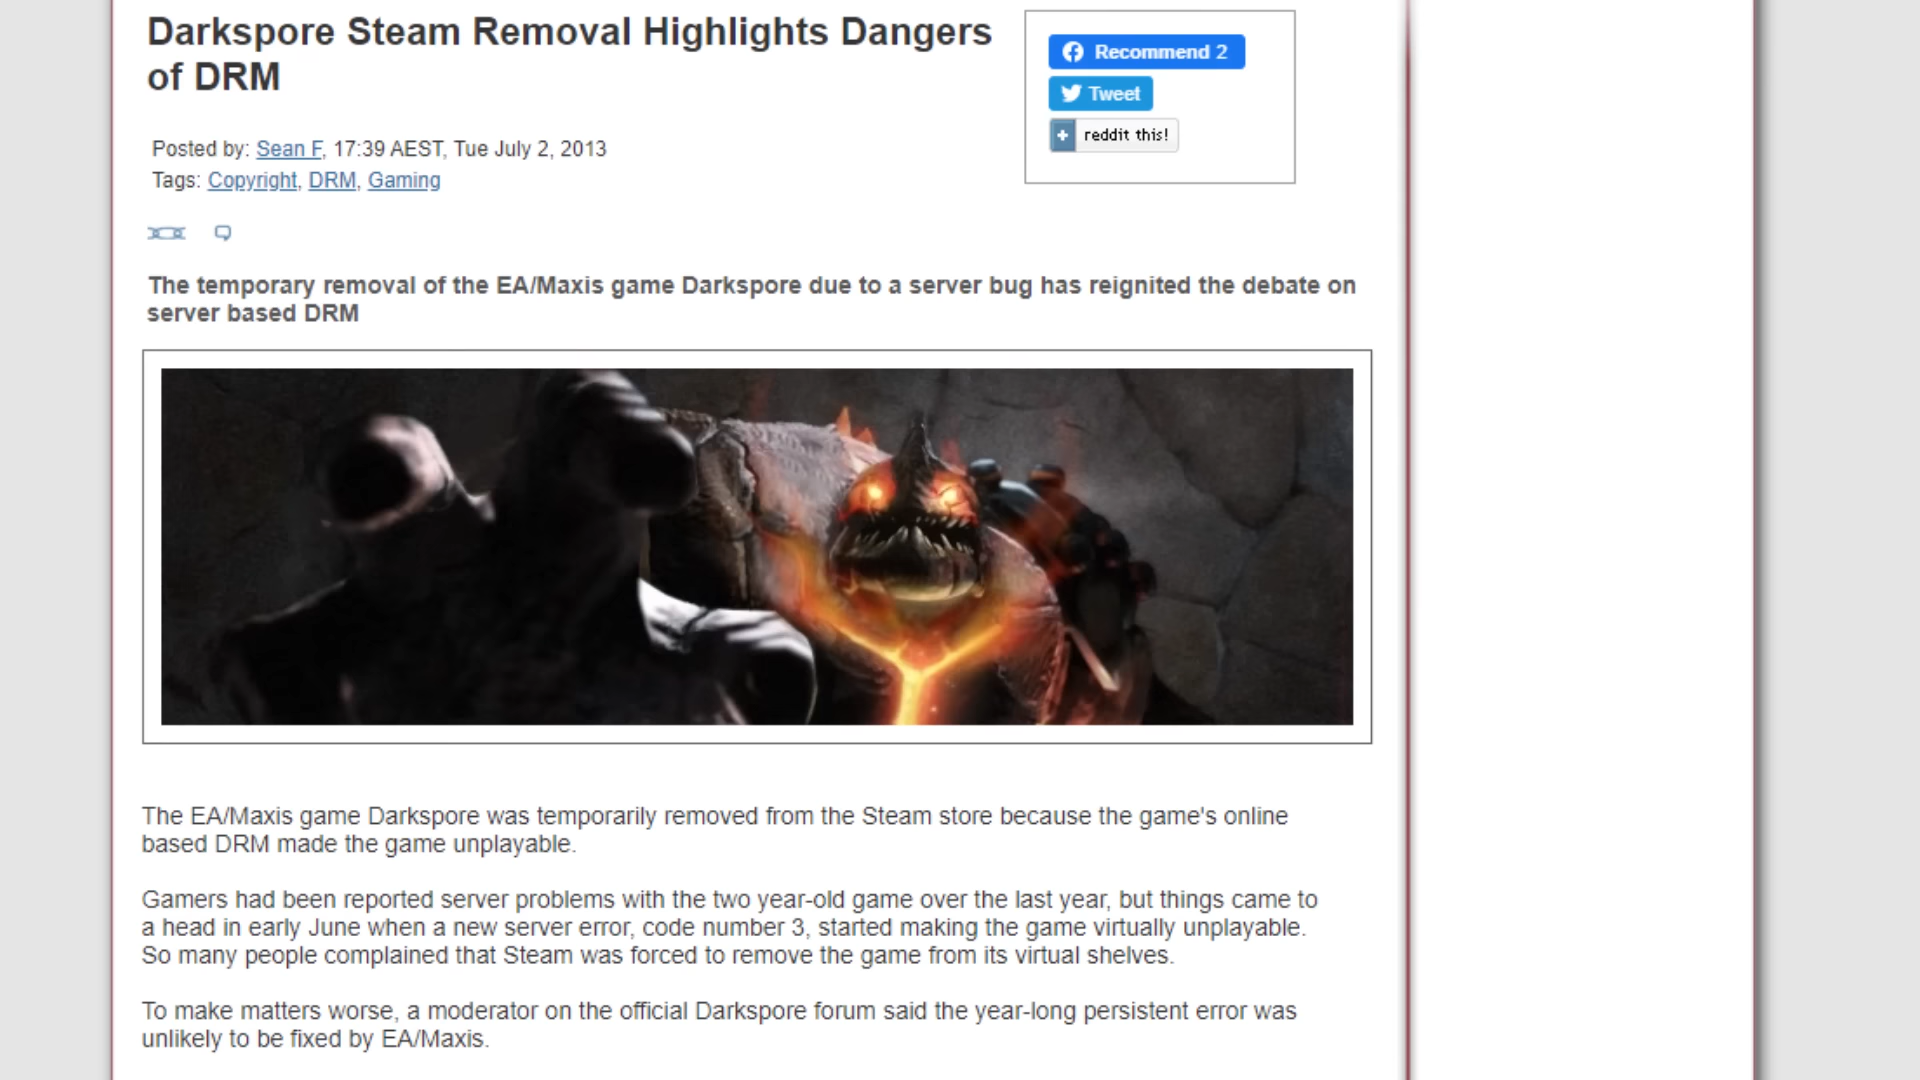 Darkspore Steam Removal Highlights Dangers
of DRM
Recommend 2
Tweet
reddit this!
Posted by: Sean F, 17:39 AEST, Tue July 2, 2013
Tags: Copyright, DRM, Gaming
The temporary removal of the EA/Maxis game Darkspore due to a server bug has reignited the debate on
server based DRM
The EA/Maxis game Darkspore was temporarily removed from the Steam store because the game's online
based DRM made the game unplayable.
Gamers had been reported server problems with the two year-old game over the last year, but things came to
a head in early June when a new server error, code number 3, started making the game virtually unplayable.
So many people complained that Steam was forced to remove the game from its virtual shelves.
To make matters worse, a moderator on the official Darkspore forum said the year-long persistent error was
unlikely to be fixed by EA/Maxis.